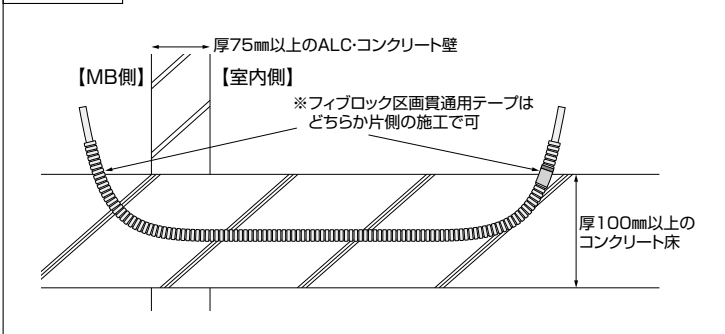 厚75㎜以上のALC・コンクリート壁
【MB側】
【室内側】
※フィブロック区画貫通用テープは
どちらか片側の施工で可
厚100㎜以上の
コンクリート床